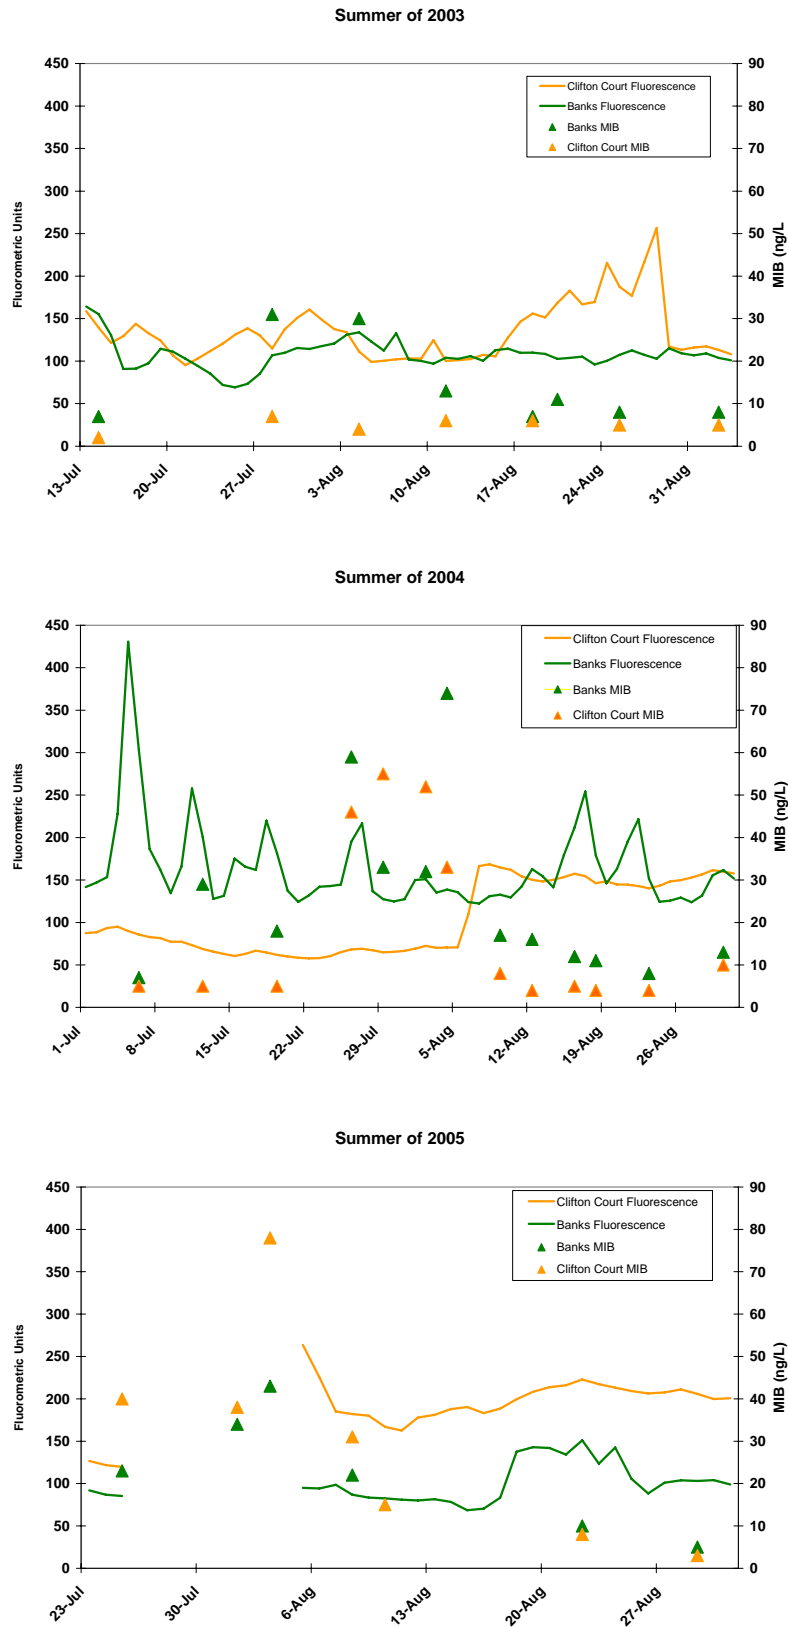 Summer of 2003
450
400
350
300
250
200
150
100
50
0
Fluorometric Units
90
80
70
60
50
40
30
20
10
0
MIB (ng/L)
Clifton Court Fluorescence
Banks Fluorescence
Banks MIB
Clifton Court MIB
13-Jul 20-Jul 27-Jul 3-Aug 10-Aug 17-Aug 24-Aug 31-Aug
Summer of 2004
450
400
350
300
250
200
150
100
50
0
Fluorometric Units
90
80
70
60
50
40
30
20
10
0
MIB (ng/L)
Clifton Court Fluorescence
Banks Fluorescence
Banks MIB
Clifton Court MIB
1-Jul 8-Jul 15-Jul 22-Jul 29-Jul 5-Aug 12-Aug 19-Aug 26-Aug
Summer of 2005
450
400
350
300
250
200
150
100
50
0
Fluorometric Units
90
80
70
60
50
40
30
20
10
0
MIB (ng/L)
Clifton Court Fluorescence
Banks Fluorescence
Banks MIB
Clifton Court MIB
23-Jul 30-Jul 6-Aug 13-Aug 20-Aug 27-Aug